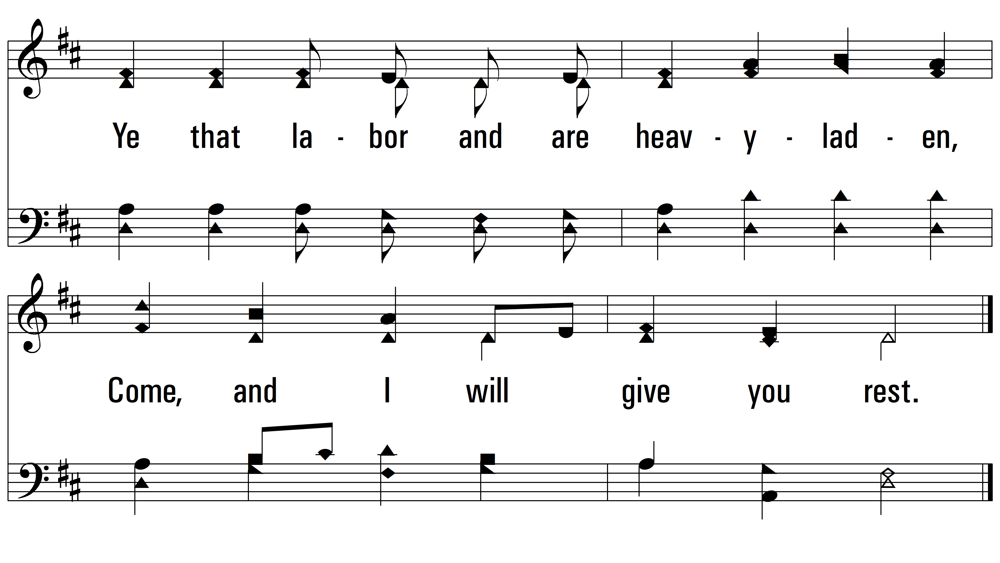 Ye that la - bor and are heav - y - lad - en,
Come, and I will give you rest.